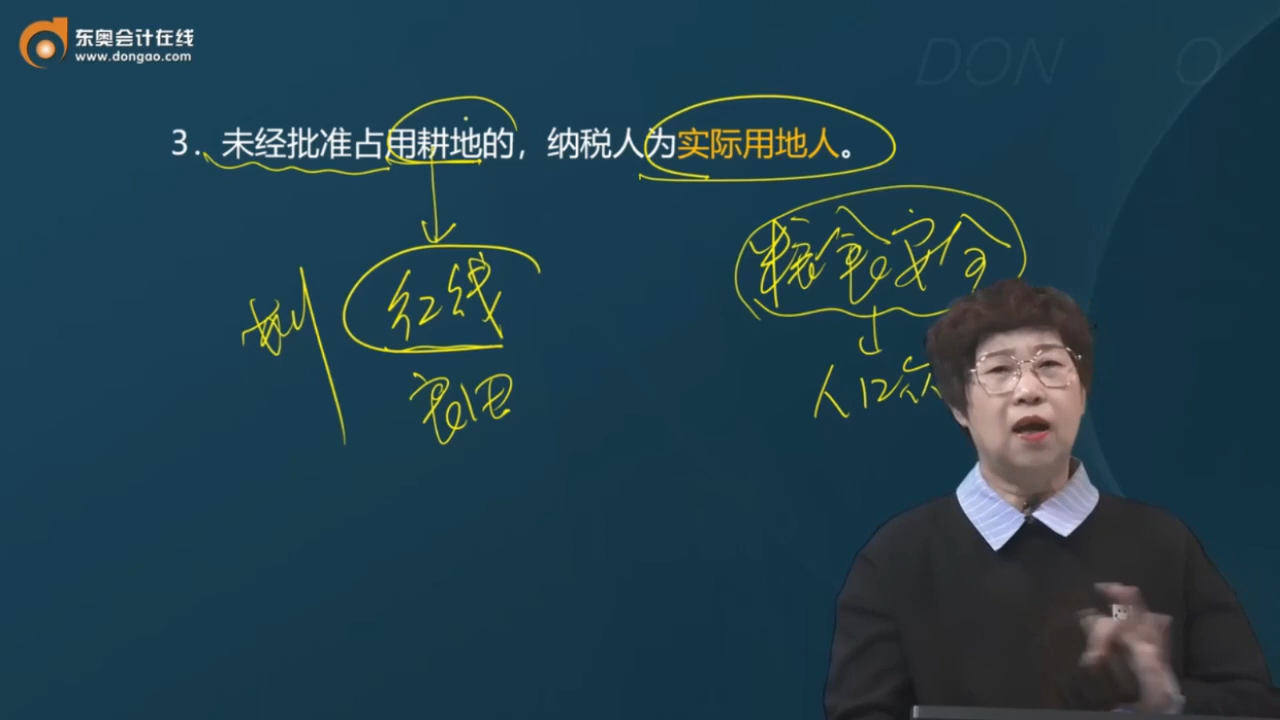 东奥会计在线
www.dongao.com
DON O
3. 未经批准占用耕地的，纳税人为实际用地人。
粮食安全
红线
人口众
良田